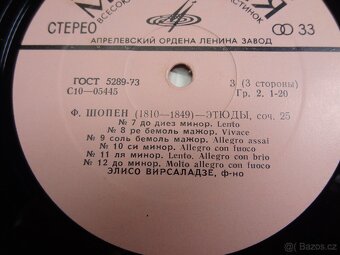 СТЕРЕО
33
АПРЕЛЕВСКИЙ ОРДЕНА ЛЕНИНА ЗАВОД
ГОСТ 5289-73
С10—05445
3 (3 стороны)
Гр. 2. 1-20
Ф. ШОПЕН (1810—1849)—ЭТЮДЫ, соч. 25
№ 7 до диез минор. Lento
№ 8 ре бемоль мажор. Vivace
№ 9 соль бемоль мажор. Allegro assai
№ 10 си минор. Allegro con fuoco
№ 11 ля минор. Lento. Allegro con brio
№ 12 до минор. Molto allegro con fuoco
ЭЛИСО ВИРСАЛАДЗЕ, ф-но
bazoš.cz